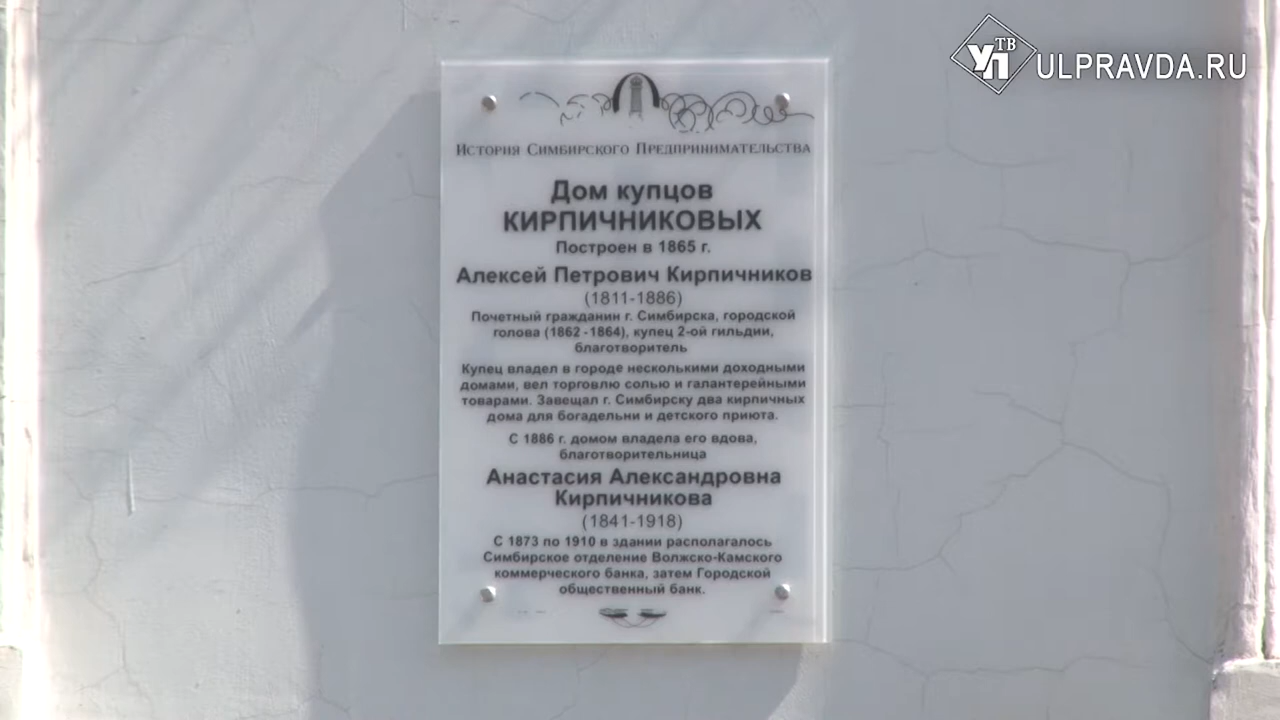 УП ТВ ULPRAVDA.RU
История Симбирского Предпринимательства
Дом купцов
КИРПИЧНИКОВЫХ
Построен в 1865 г.
Алексей Петрович Кирпичников
(1811-1886)
Почетный гражданин г. Симбирска, городской
голова (1862 -1864), купец 2-ой гильдии,
благотворитель
Купец владел в городе несколькими доходными
домами, вел торговлю солью и галантерейными
товарами. Завещал г. Симбирску два кирпичных
дома для богадельни и детского приюта.
С 1886 г. домом владела его вдова,
благотворительница
Анастасия Александровна
Кирпичникова
(1841-1918)
С 1873 по 1910 в здании располагалось
Симбирское отделение Волжско-Камского
коммерческого банка, затем Городской
общественный банк.